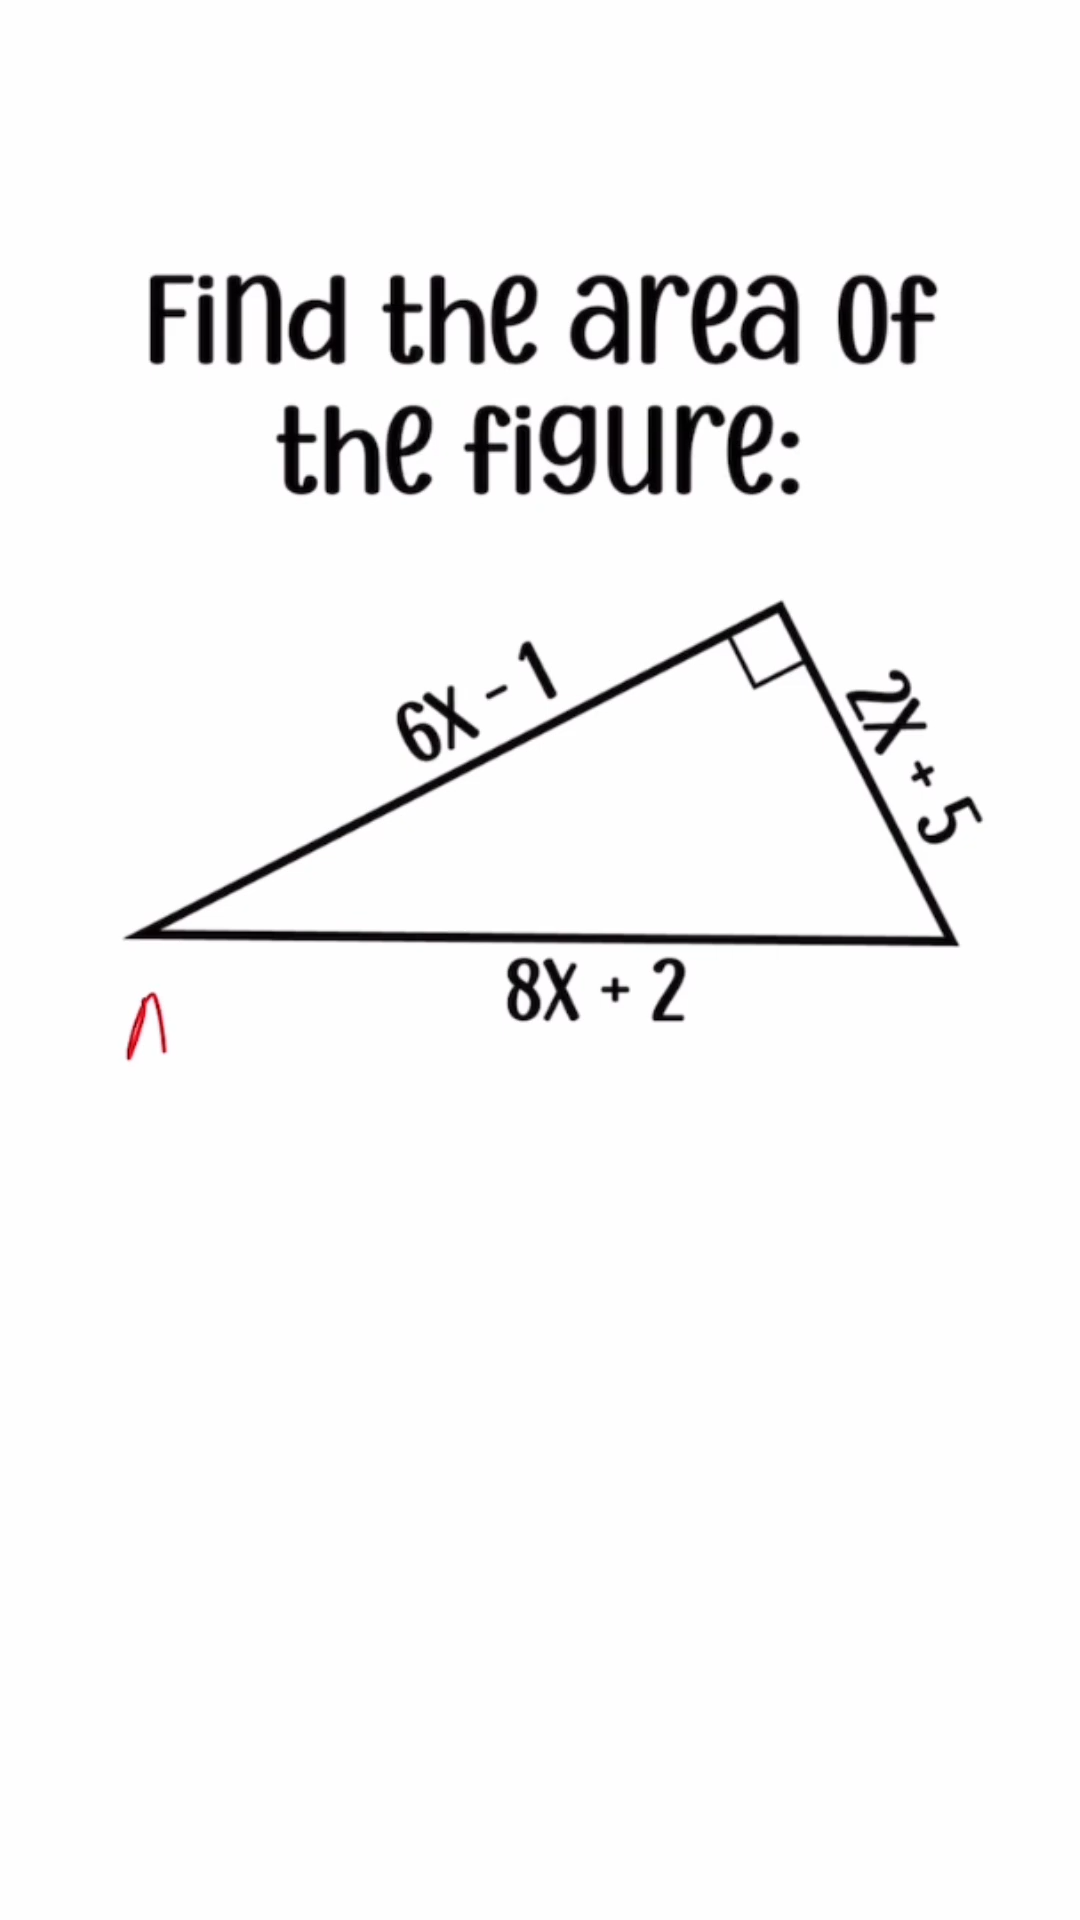 Find the area of
the figure:
6X - 1
2X + 5
8X + 2